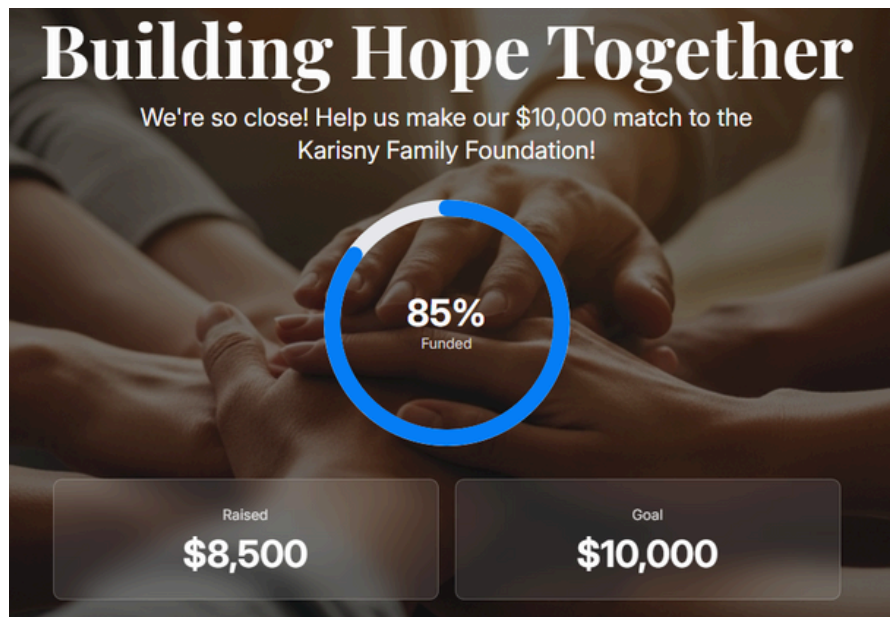 Building Hope Together
We're so close! Help us make our $10,000 match to the
Karisny Family Foundation!
85%
Funded
Raised
$8,500
Goal
$10,000